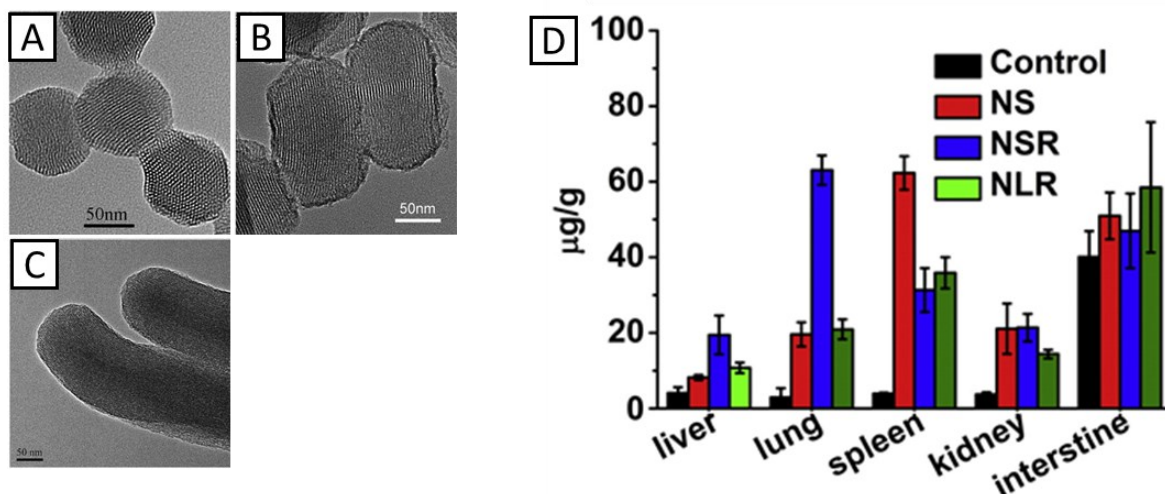 A
50nm
B
50nm
C
50 nm
D
100
80
60
40
20
0
µg/g
Control
NS
NSR
NLR
liver
lung
spleen
kidney
interstine